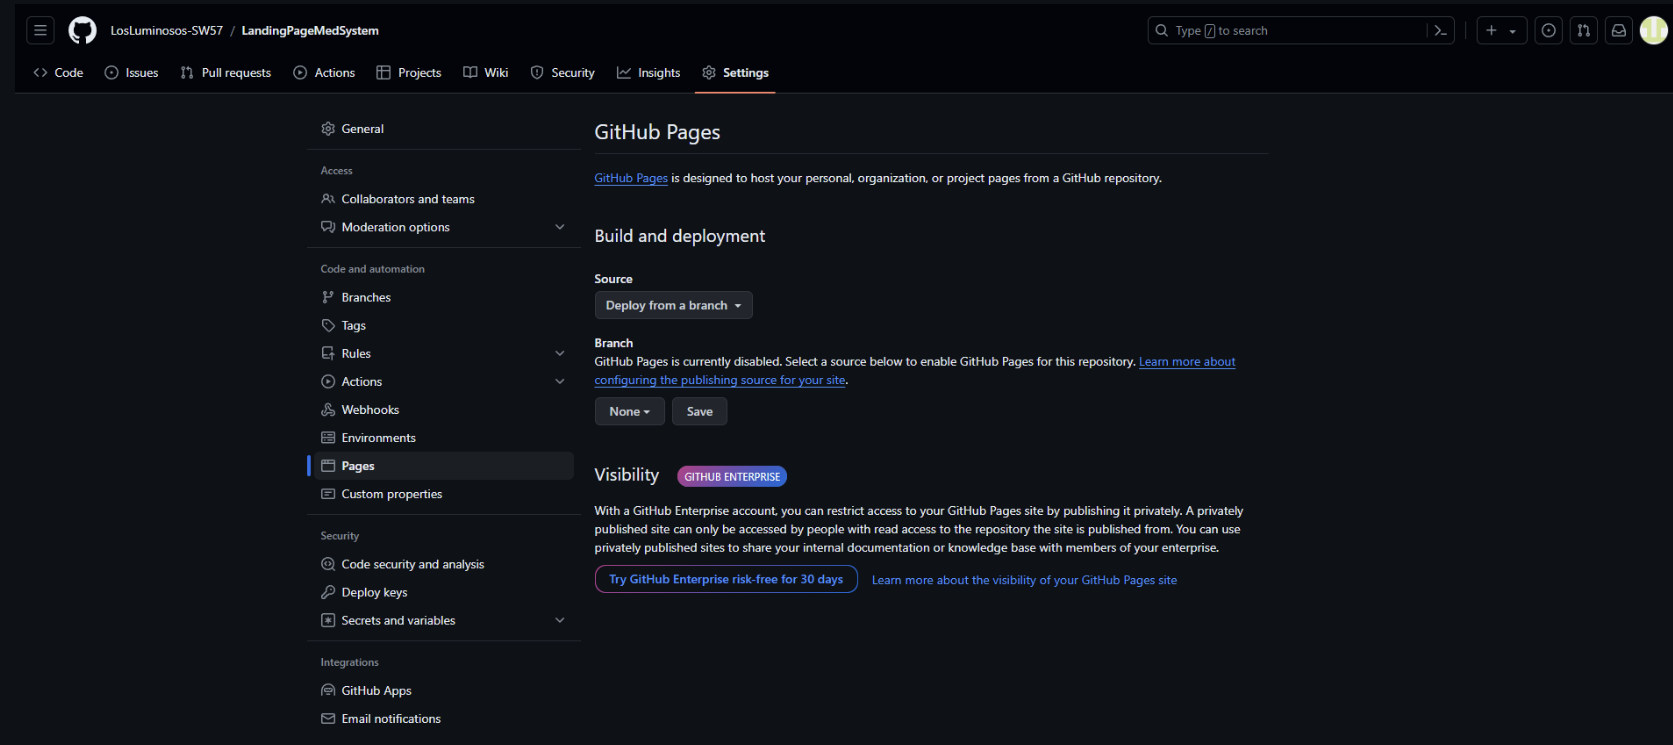 LosLuminosos-SW57 / LandingPageMedSystem
Type / to search
Code Issues Pull requests Actions Projects Wiki Security Insights Settings
General
Access
Collaborators and teams
Moderation options
Code and automation
Branches
Tags
Rules
Actions
Webhooks
Environments
Pages
Custom properties
Security
Code security and analysis
Deploy keys
Secrets and variables
Integrations
GitHub Apps
Email notifications
GitHub Pages
GitHub Pages is designed to host your personal, organization, or project pages from a GitHub repository.
Build and deployment
Source
Deploy from a branch
Branch
GitHub Pages is currently disabled. Select a source below to enable GitHub Pages for this repository. Learn more about
configuring the publishing source for your site.
None Save
Visibility GITHUB ENTERPRISE
With a GitHub Enterprise account, you can restrict access to your GitHub Pages site by publishing it privately. A privately
published site can only be accessed by people with read access to the repository the site is published from. You can use
privately published sites to share your internal documentation or knowledge base with members of your enterprise.
Try GitHub Enterprise risk-free for 30 days Learn more about the visibility of your GitHub Pages site